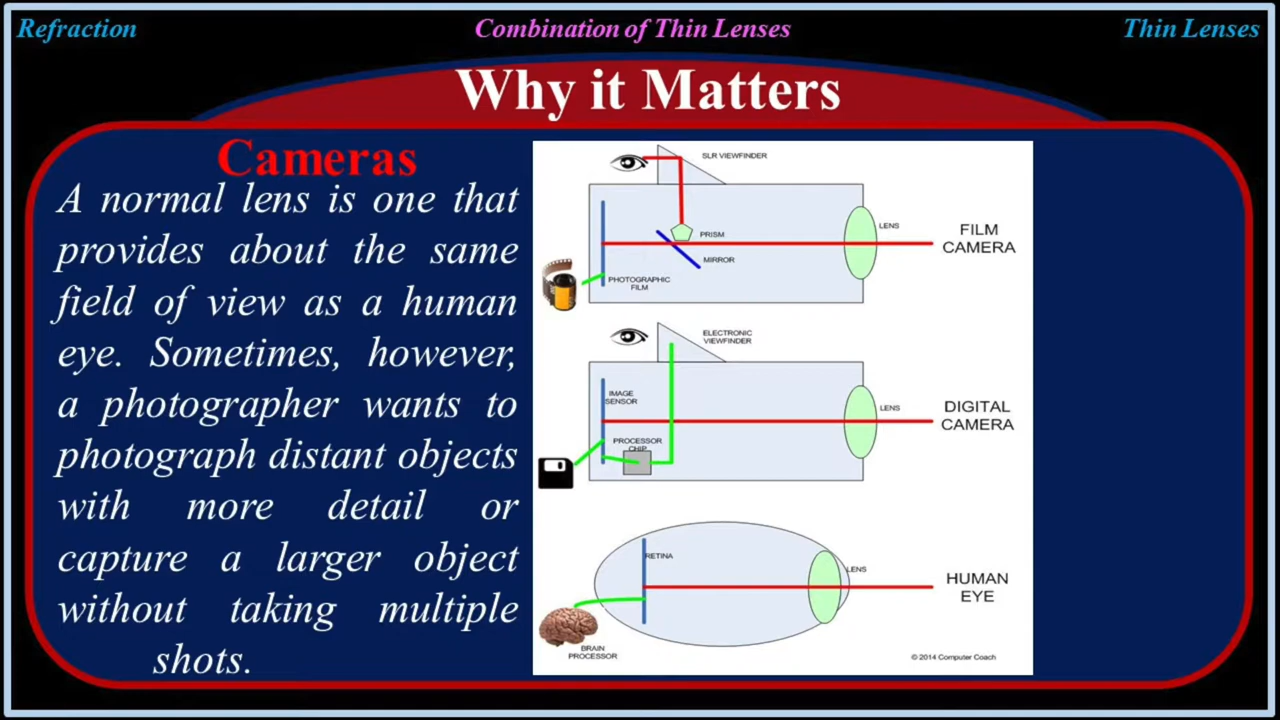 Refraction
Combination of Thin Lenses
Thin Lenses
Why it Matters
Cameras
A normal lens is one that
provides about the same
field of view as a human
eye. Sometimes, however,
a photographer wants to
photograph distant objects
with more detail or
capture a larger object
without taking multiple
shots.
SLR VIEWFINDER
LENS
PRISM
MIRROR
PHOTOGRAPHIC
FILM
FILM
CAMERA
ELECTRONIC
VIEWFINDER
IMAGE
SENSOR
LENS
PROCESSOR
CHIP
DIGITAL
CAMERA
RETINA
LENS
HUMAN
EYE
BRAIN
PROCESSOR
© 2014 Computer Coach